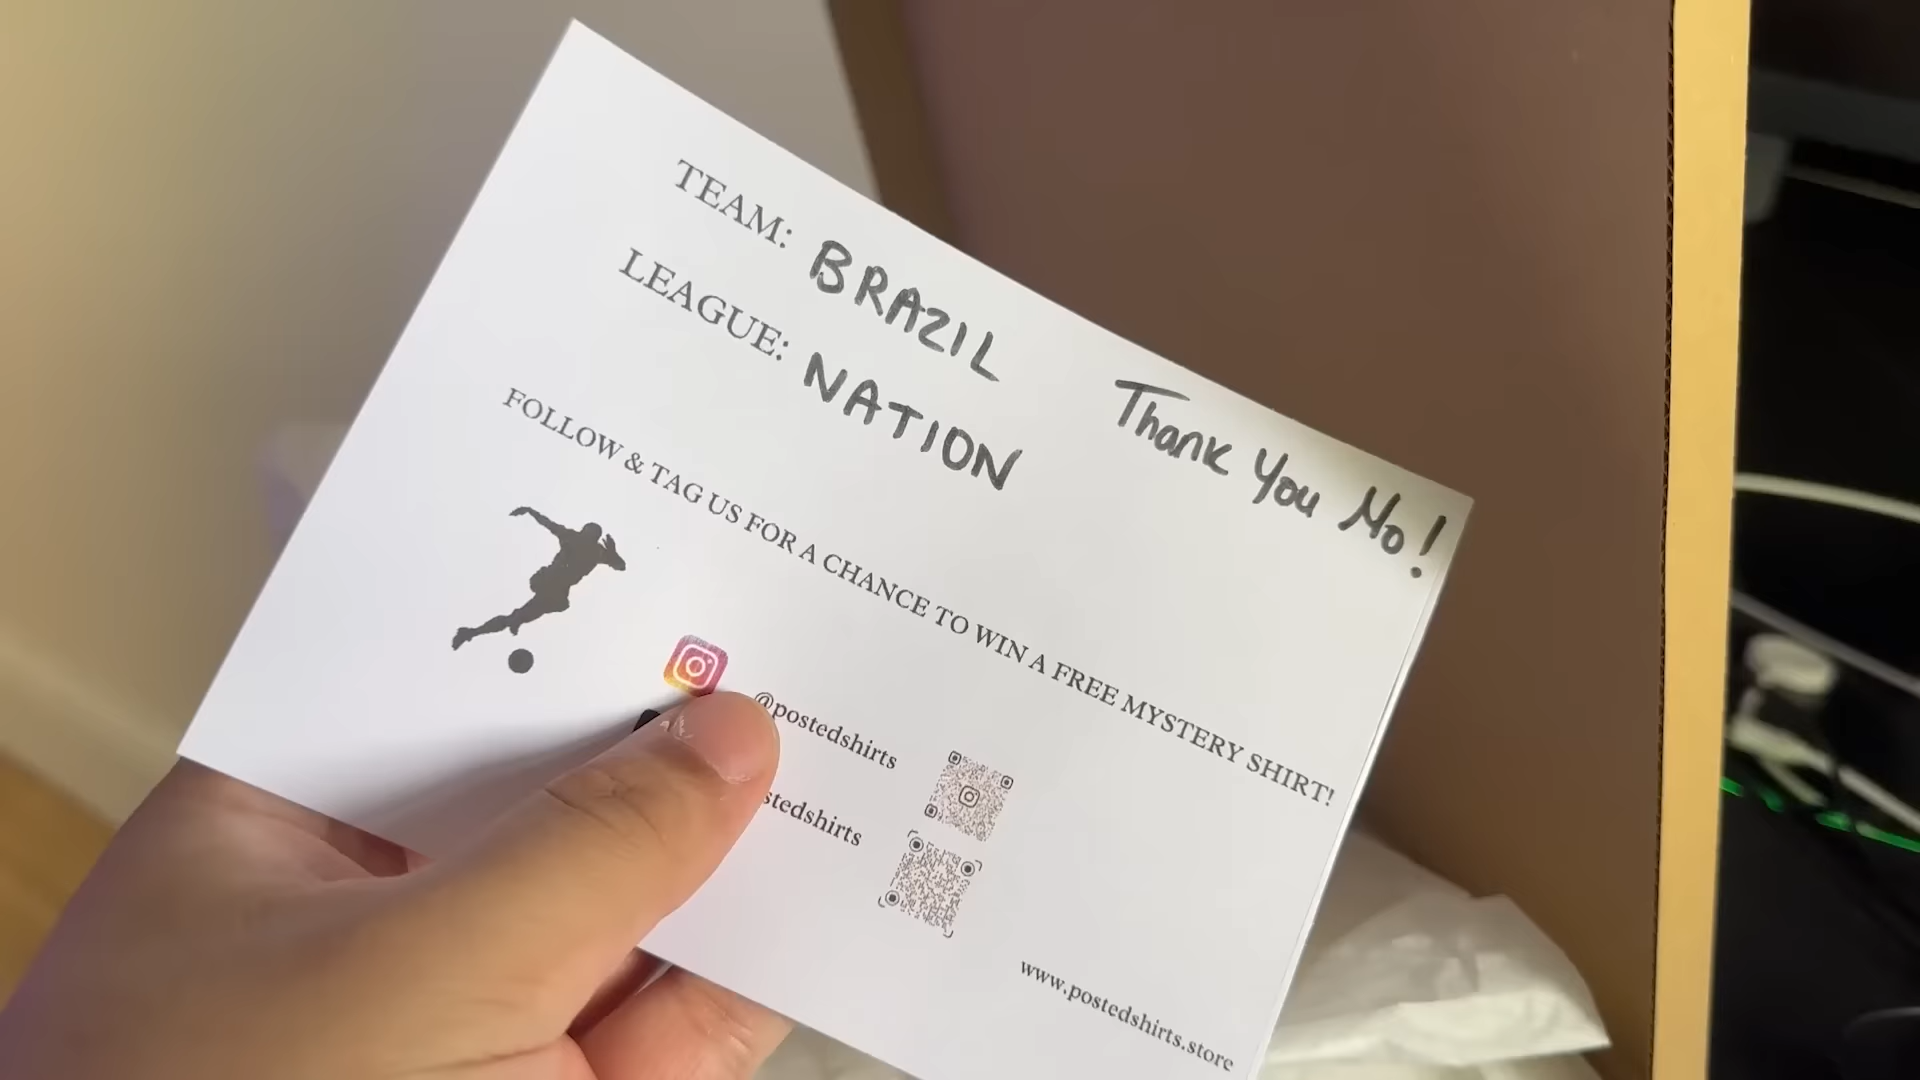 TEAM: BRAZIL
LEAGUE: NATION
Thank You Mo!
FOLLOW & TAG US FOR A CHANCE TO WIN A FREE MYSTERY SHIRT!
@postedshirts
stedshirts
www.postedshirts.store